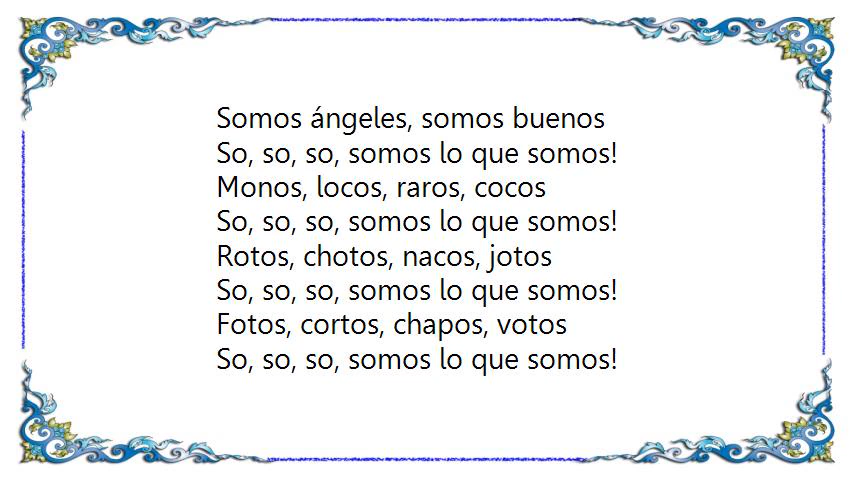 Somos ángeles, somos buenos
So, so, so, somos lo que somos!
Monos, locos, raros, cocos
So, so, so, somos lo que somos!
Rotos, chotos, nacos, jotos
So, so, so, somos lo que somos!
Fotos, cortos, chapos, votos
So, so, so, somos lo que somos!